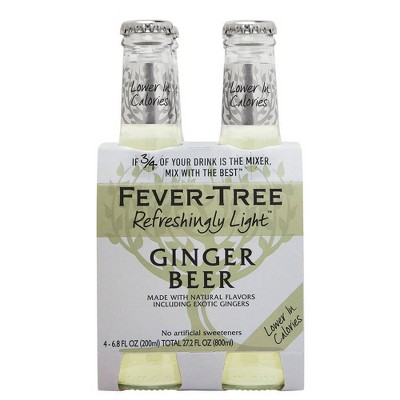 Lower In
Calories
Lower In
Calories
IF 3/4 OF YOUR DRINK IS THE MIXER,
MIX WITH THE BEST™
FEVER-TREE
Refreshingly Light™
GINGER
BEER
MADE WITH NATURAL FLAVORS
INCLUDING EXOTIC GINGERS
Lower In
Calories
No artificial sweeteners
4 - 6.8 FL OZ (200ml) TOTAL 27.2 FL OZ (800ml)